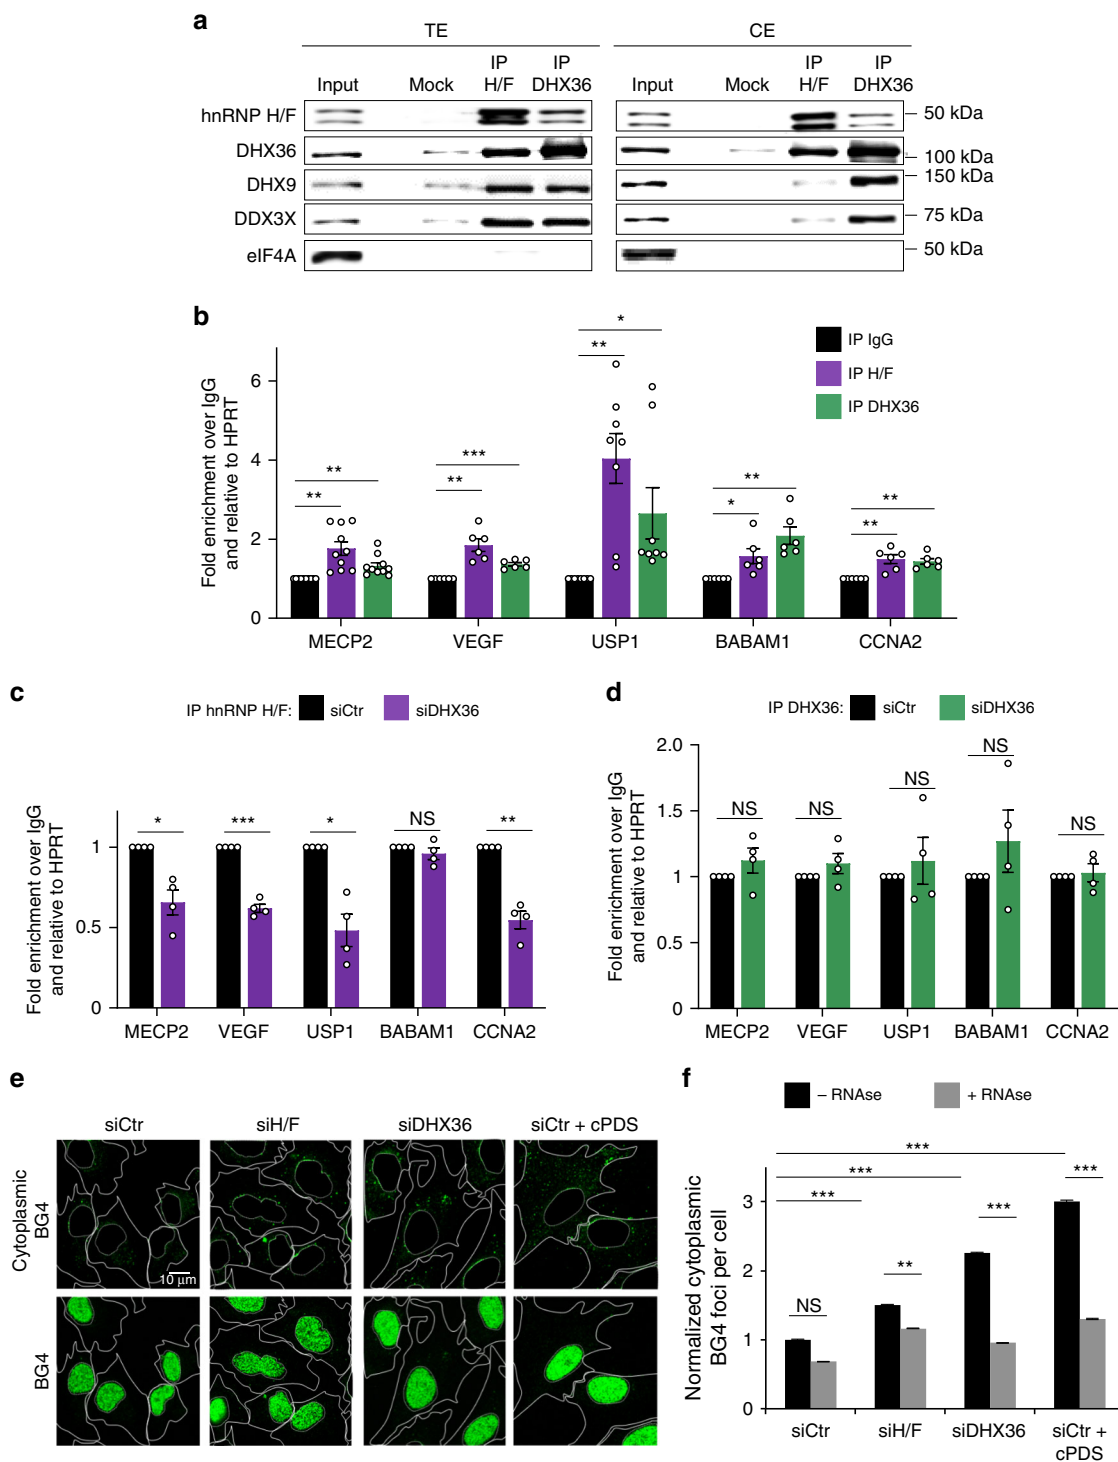 a
TE
CE
Input
Mock
IP
H/F
IP
DHX36
Input
Mock
IP
H/F
IP
DHX36
hnRNP H/F
50 kDa
DHX36
100 kDa
DHX9
150 kDa
DDX3X
75 kDa
eIF4A
50 kDa
b
Fold enrichment over IgG
and relative to HPRT
6
4
2
0
**
**
***
**
*
**
**
*
**
**
IP IgG
IP H/F
IP DHX36
MECP2
VEGF
USP1
BABAM1
CCNA2
c
IP hnRNP H/F:
siCtr
siDHX36
Fold enrichment over IgG
and relative to HPRT
1
0.5
0
*
***
*
NS
**
MECP2
VEGF
USP1
BABAM1
CCNA2
d
IP DHX36:
siCtr
siDHX36
Fold enrichment over IgG
and relative to HPRT
2.0
1.5
1
0.5
0
NS
NS
NS
NS
NS
MECP2
VEGF
USP1
BABAM1
CCNA2
e
siCtr
siH/F
siDHX36
siCtr + cPDS
Cytoplasmic
BG4
10 µm
BG4
f
– RNAse
+ RNase
Normalized cytoplasmic
BG4 foci per cell
3
2
1
0
***
***
***
***
***
**
NS
siCtr
siH/F
siDHX36
siCtr +
cPDS